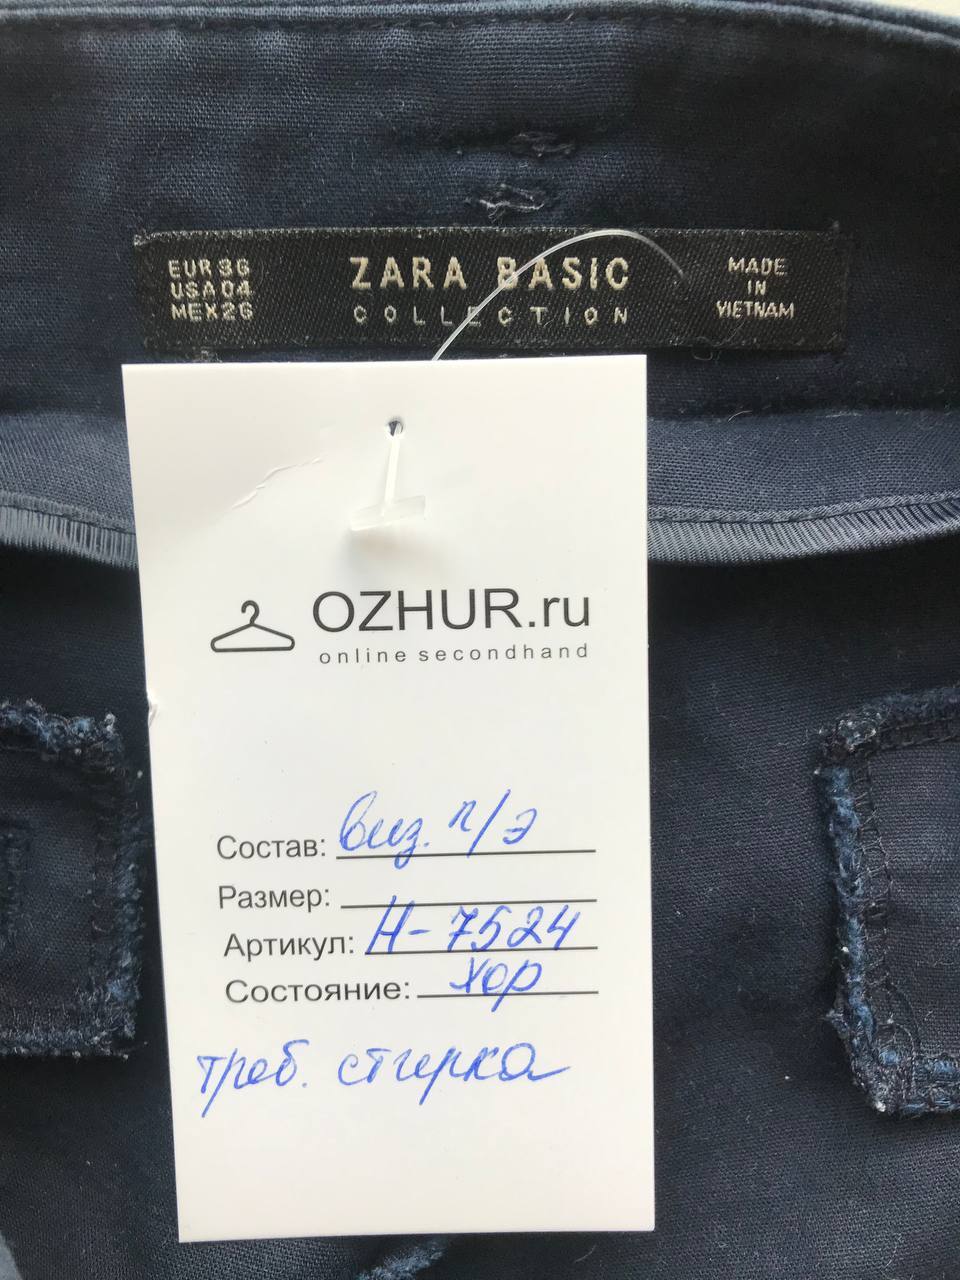 EUR 36
USA 04
MEX 26
ZARA BASIC
COLLECTION
MADE
IN
VIETNAM
OZHUR.ru
online secondhand
Состав: виз. п/э
Размер:
Артикул: Н-7524
Состояние: хор
треб. стирка